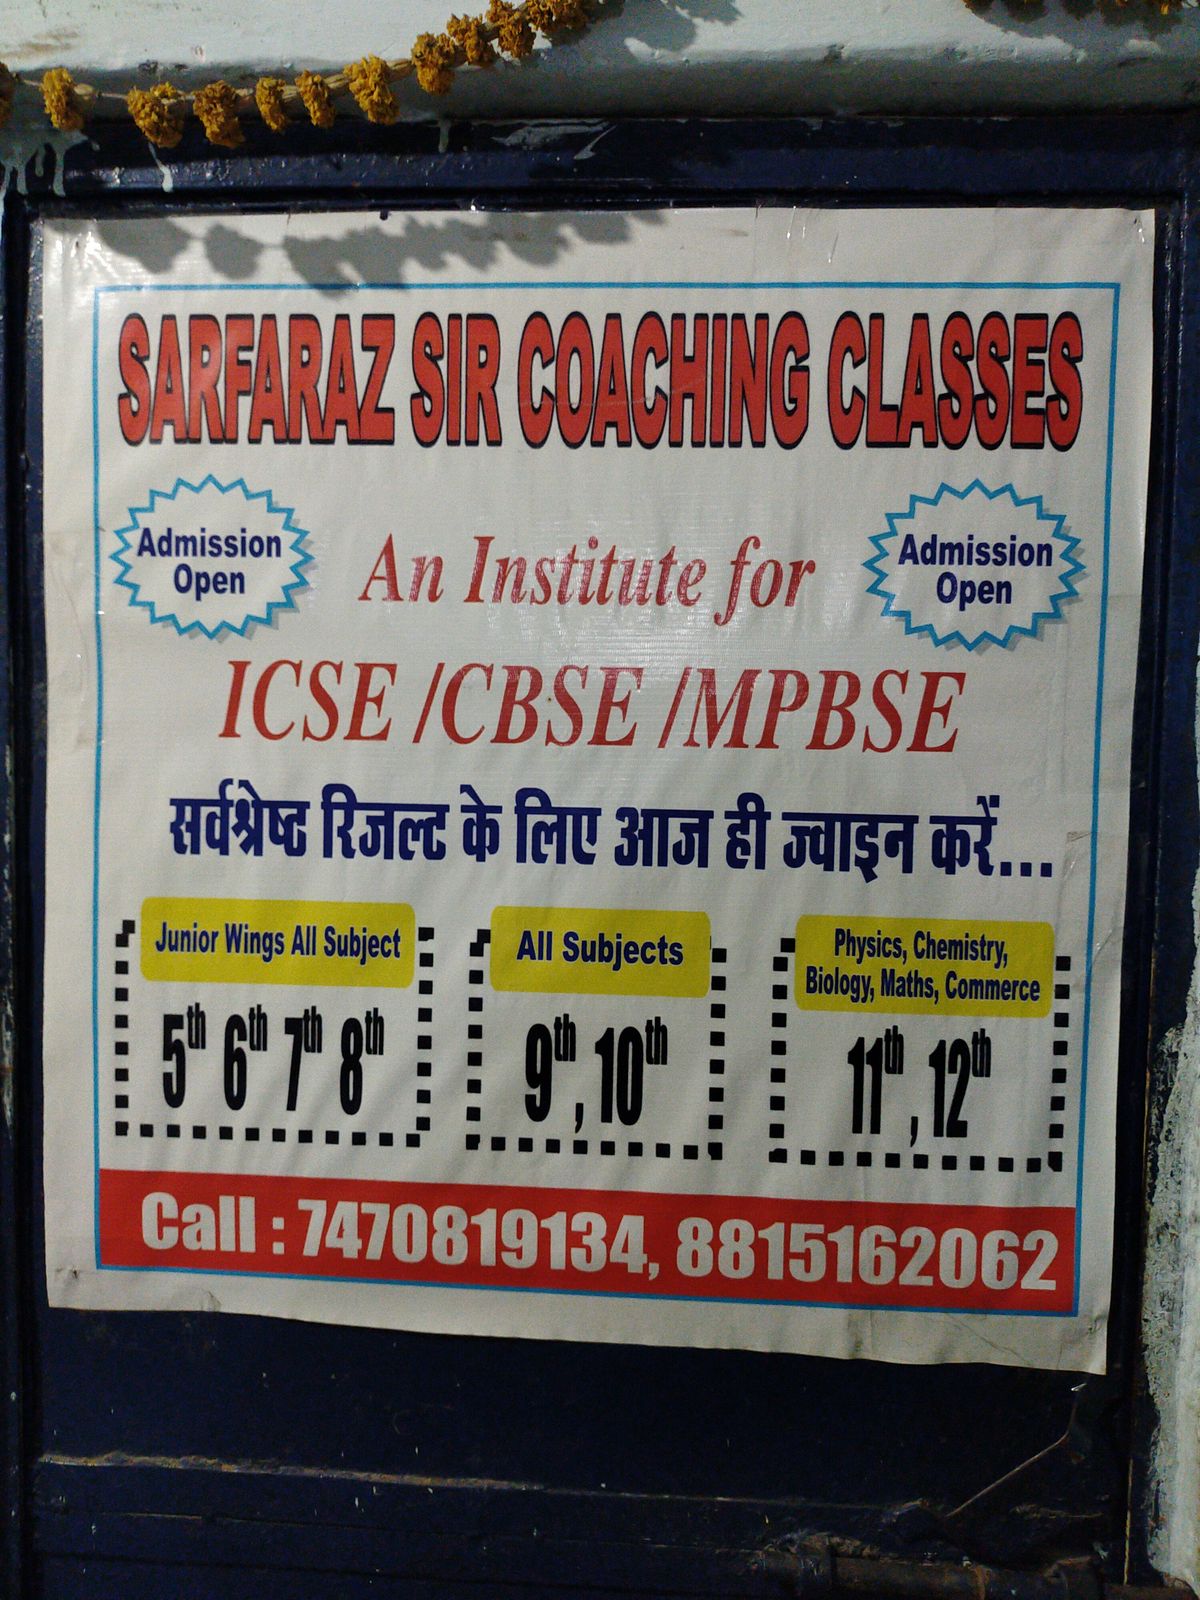 SARFARAZ SIR COACHING CLASSES
Admission
Open
An Institute for
Admission
Open
ICSE /CBSE /MPBSE
सर्वश्रेष्ठ रिजल्ट के लिए आज ही ज्वाइन करें...
Junior Wings All Subject
5th 6th 7th 8th
All Subjects
9th, 10th
Physics, Chemistry,
Biology, Maths, Commerce
11th, 12th
Call : 7470819134, 8815162062